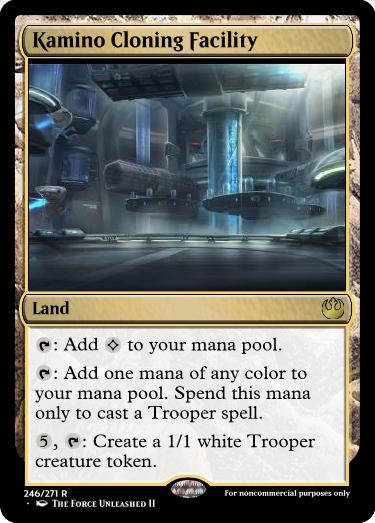 Kamino Cloning Facility
Land
: Add to your mana pool.
: Add one mana of any color to
your mana pool. Spend this mana
only to cast a Trooper spell.
5, : Create a 1/1 white Trooper
creature token.
246/271 R
For noncommercial purposes only
· The Force Unleashed II